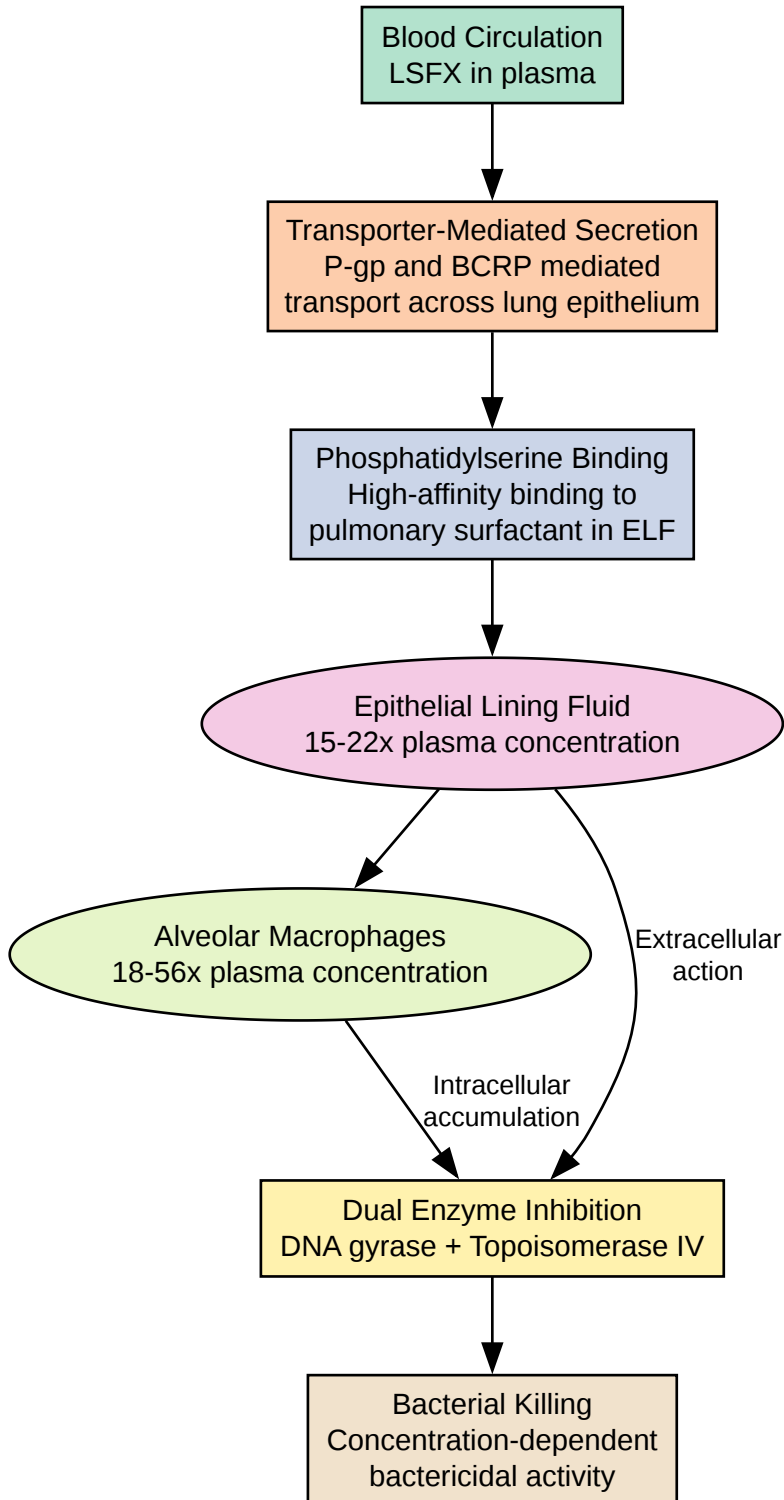 Blood Circulation
LSFX in plasma
Transporter-Mediated Secretion
P-gp and BCRP mediated
transport across lung epithelium
Phosphatidylserine Binding
High-affinity binding to
pulmonary surfactant in ELF
Epithelial Lining Fluid
15-22x plasma concentration
Alveolar Macrophages
18-56x plasma concentration
Extracellular
action
Intracellular
accumulation
Dual Enzyme Inhibition
DNA gyrase + Topoisomerase IV
Bacterial Killing
Concentration-dependent
bactericidal activity